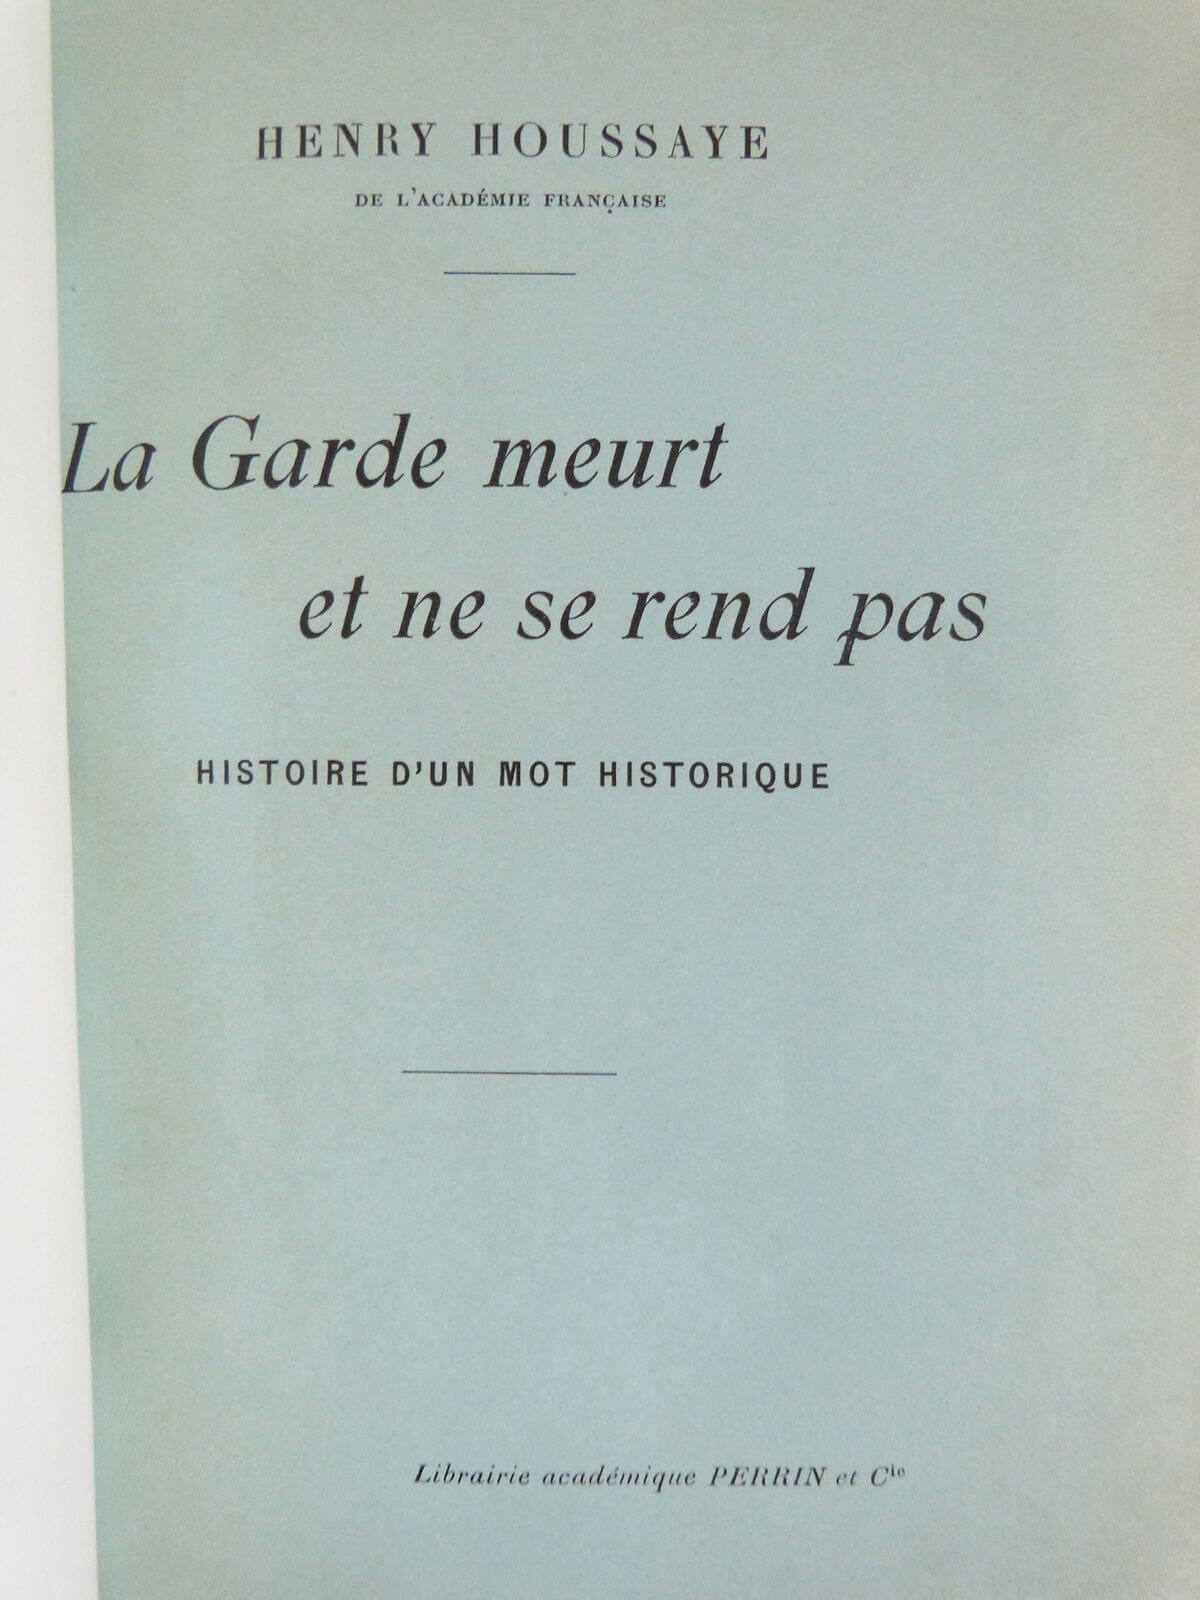 HENRY HOUSSAYE
DE L'ACADÉMIE FRANÇAISE
La Garde meurt
et ne se rend pas
HISTOIRE D'UN MOT HISTORIQUE
Librairie académique PERRIN et Cie